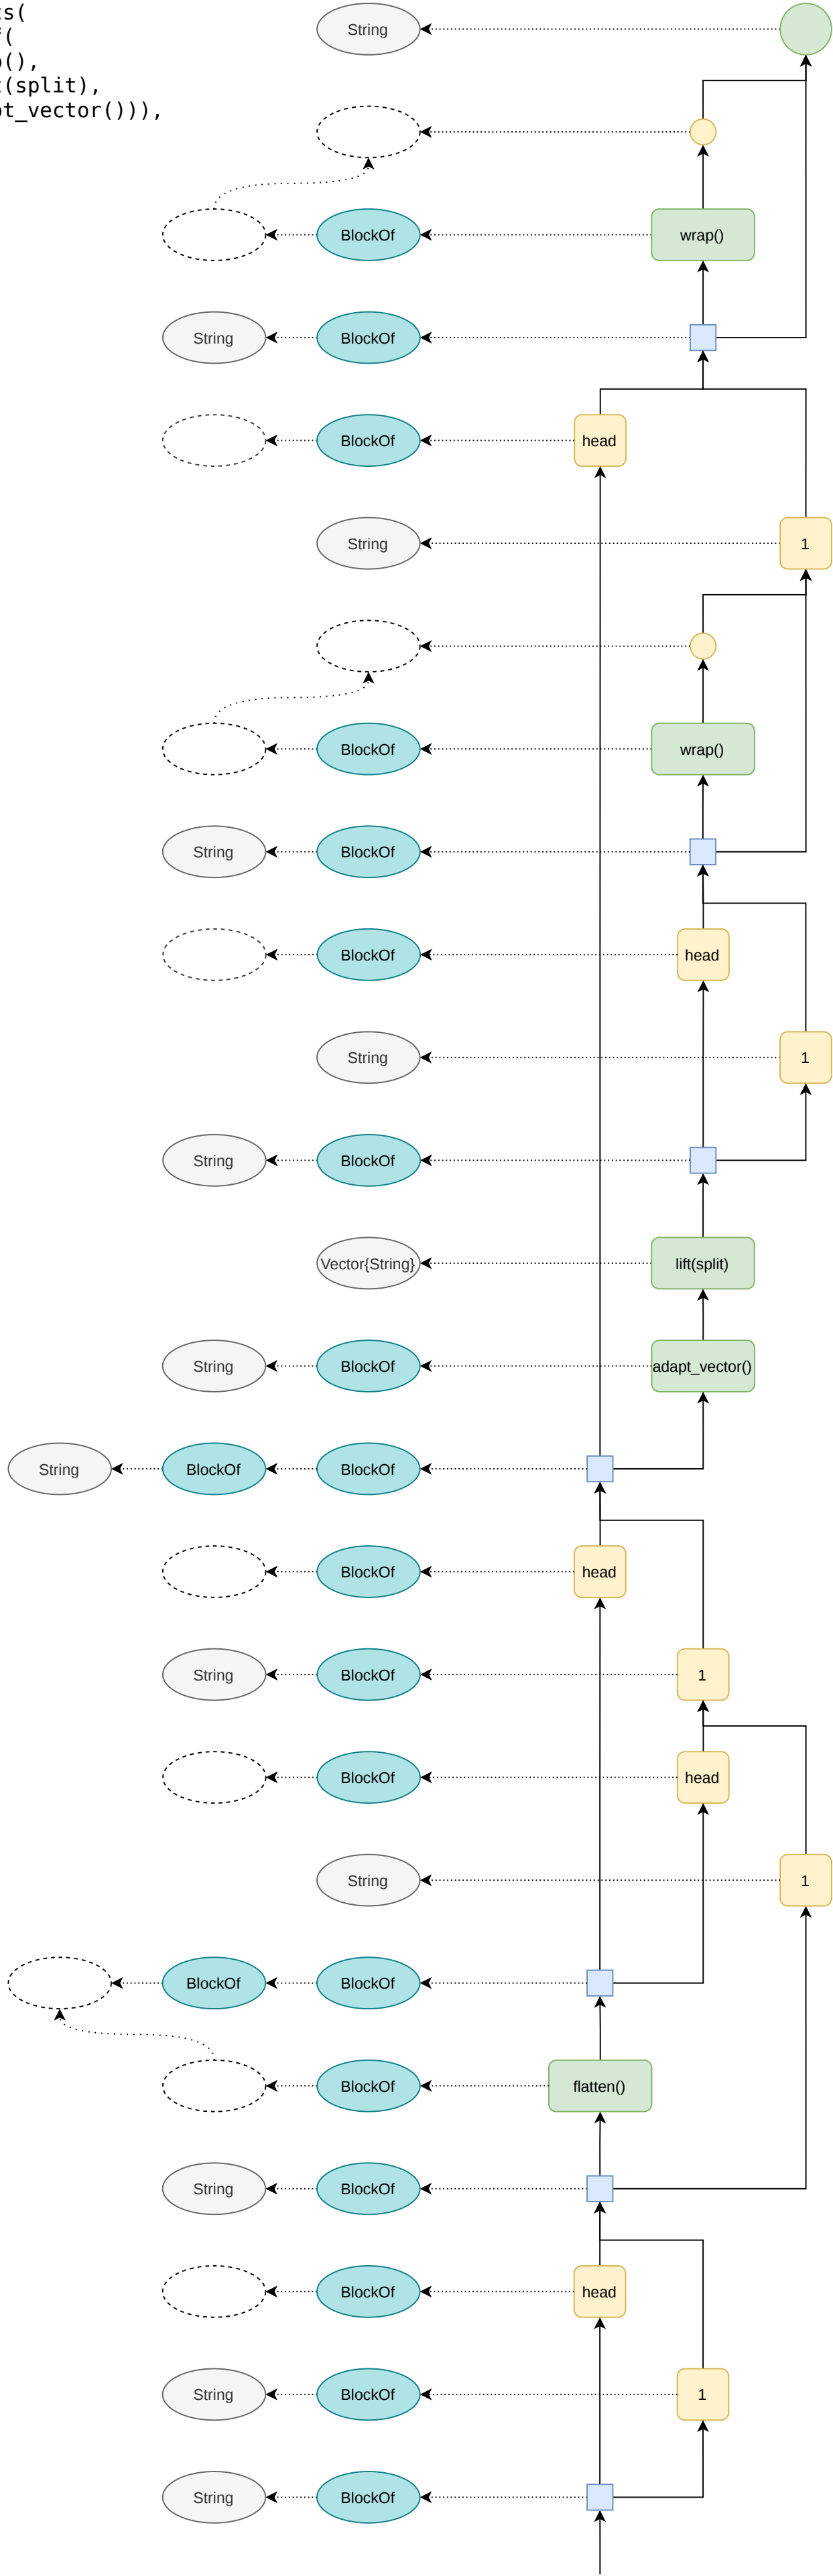 ts(
f(
p(),
t(split),
pt_vector())),
String
BlockOf
wrap()
String
BlockOf
BlockOf
head
String
1
BlockOf
wrap()
String
BlockOf
BlockOf
head
String
1
String
BlockOf
Vector{String}
lift(split)
String
BlockOf
adapt_vector()
String
BlockOf
BlockOf
BlockOf
head
String
BlockOf
1
BlockOf
head
String
1
BlockOf
BlockOf
BlockOf
flatten()
String
BlockOf
BlockOf
head
String
BlockOf
1
String
BlockOf